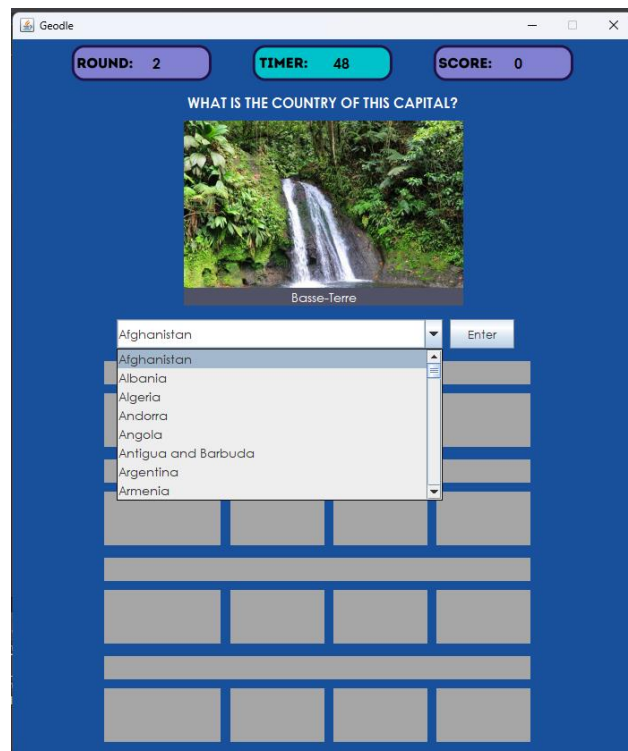 Geodle
ROUND: 2 TIMER: 48 SCORE: 0
WHAT IS THE COUNTRY OF THIS CAPITAL?
Basse-Terre
Afghanistan Enter
Afghanistan
Albania
Algeria
Andorra
Angola
Antigua and Barbuda
Argentina
Armenia